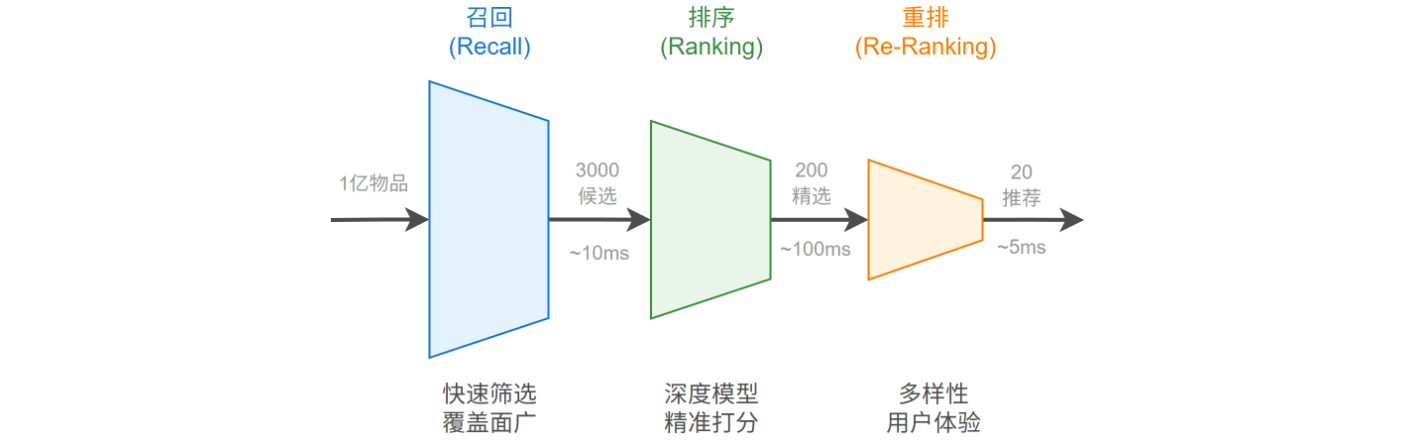 召回
(Recall)
排序
(Ranking)
重排
(Re-Ranking)
1亿物品
3000
候选
~10ms
200
精选
~100ms
20
推荐
~5ms
快速筛选
覆盖面广
深度模型
精准打分
多样性
用户体验